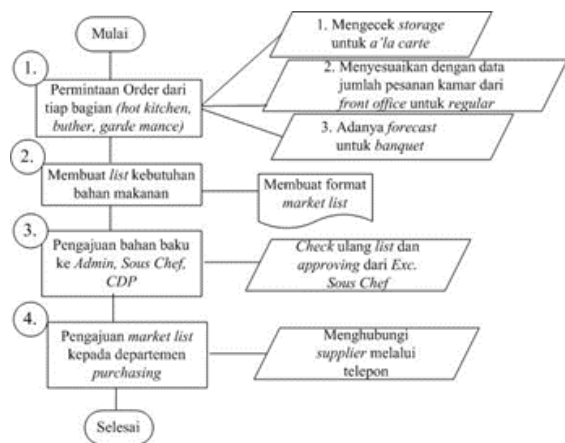 Mulai
1.
Permintaan Order dari
tiap bagian (hot kitchen,
buther, garde mance)
1. Mengecek storage
untuk a'la carte
2. Menyesuaikan dengan data
jumlah pesanan kamar dari
front office untuk regular
3. Adanya forecast
untuk banquet
2.
Membuat list kebutuhan
bahan makanan
Membuat format
market list
3.
Pengajuan bahan baku
ke Admin, Sous Chef,
CDP
Check ulang list dan
approving dari Exc.
Sous Chef
4.
Pengajuan market list
kepada departemen
purchasing
Menghubungi
supplier melalui
telepon
Selesai